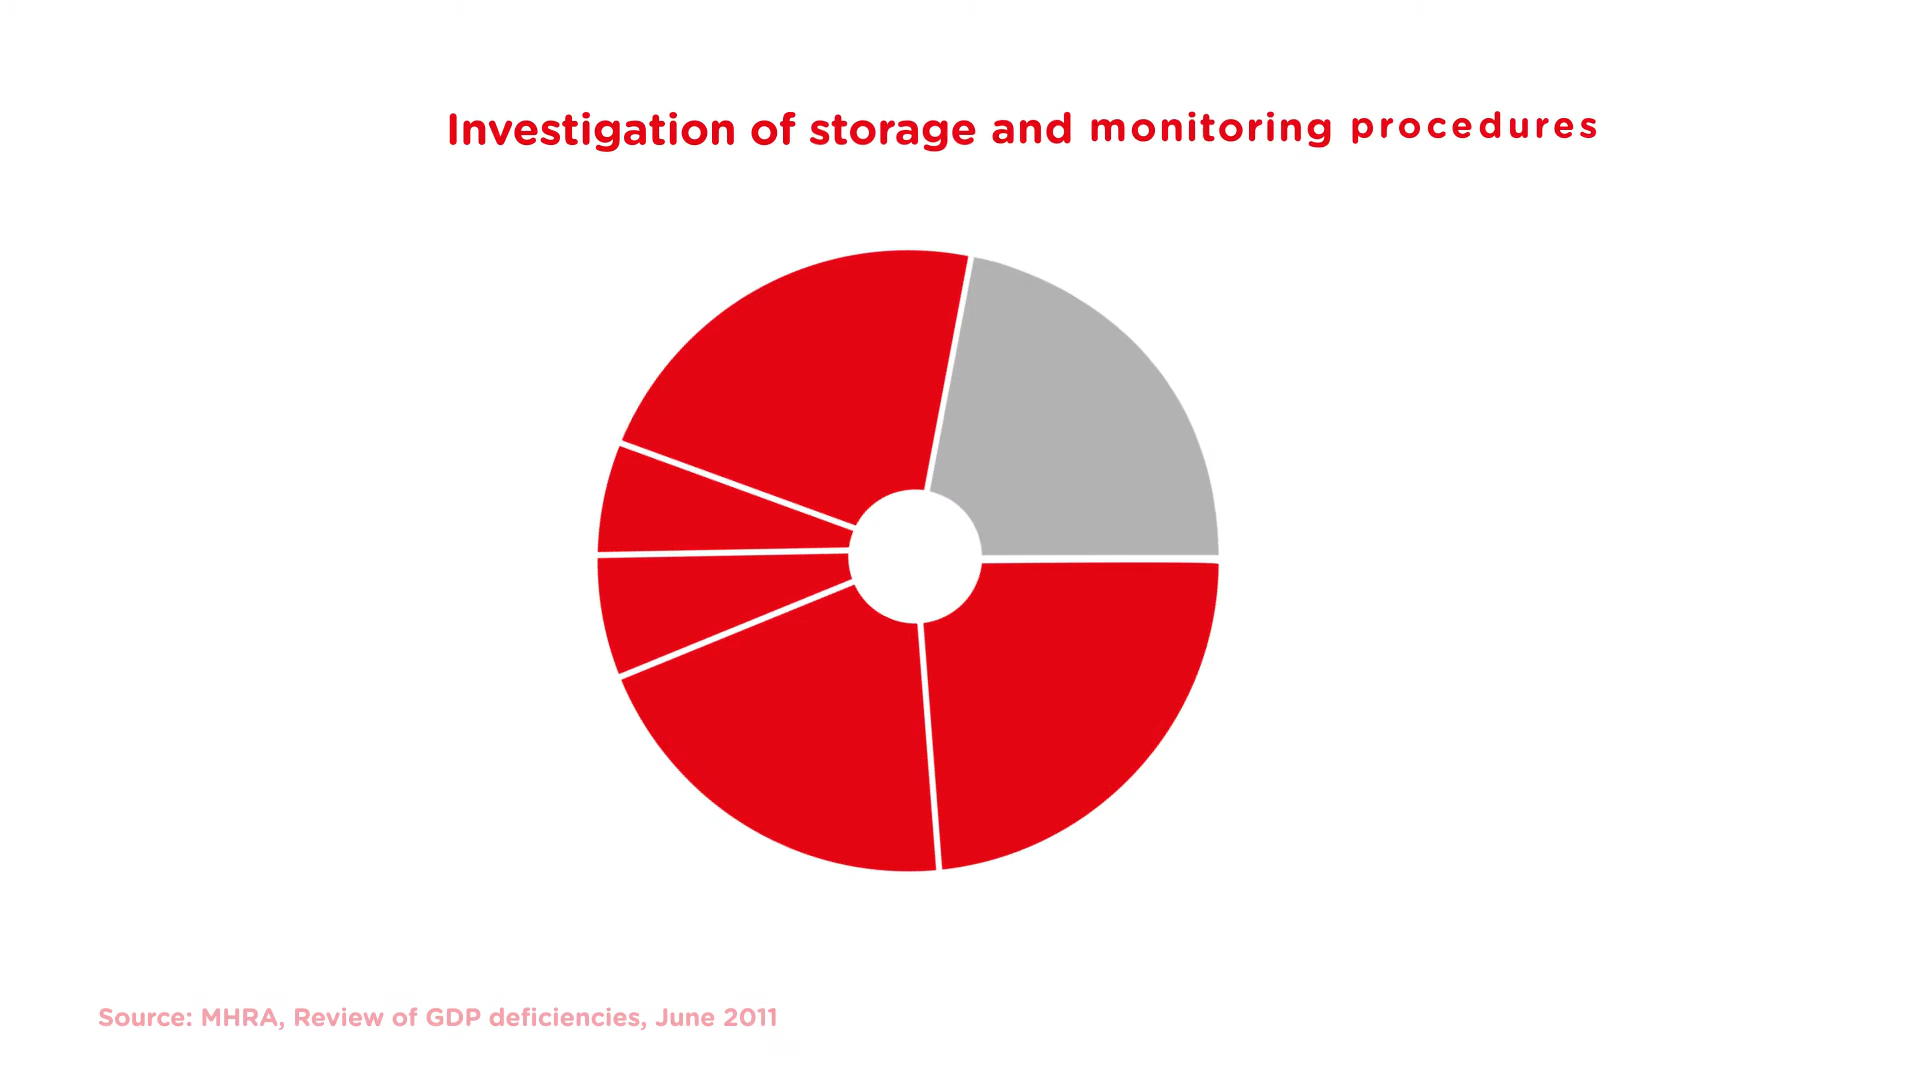 Investigation of storage and monitoring procedures
Source: MHRA, Review of GDP deficiencies, June 2011